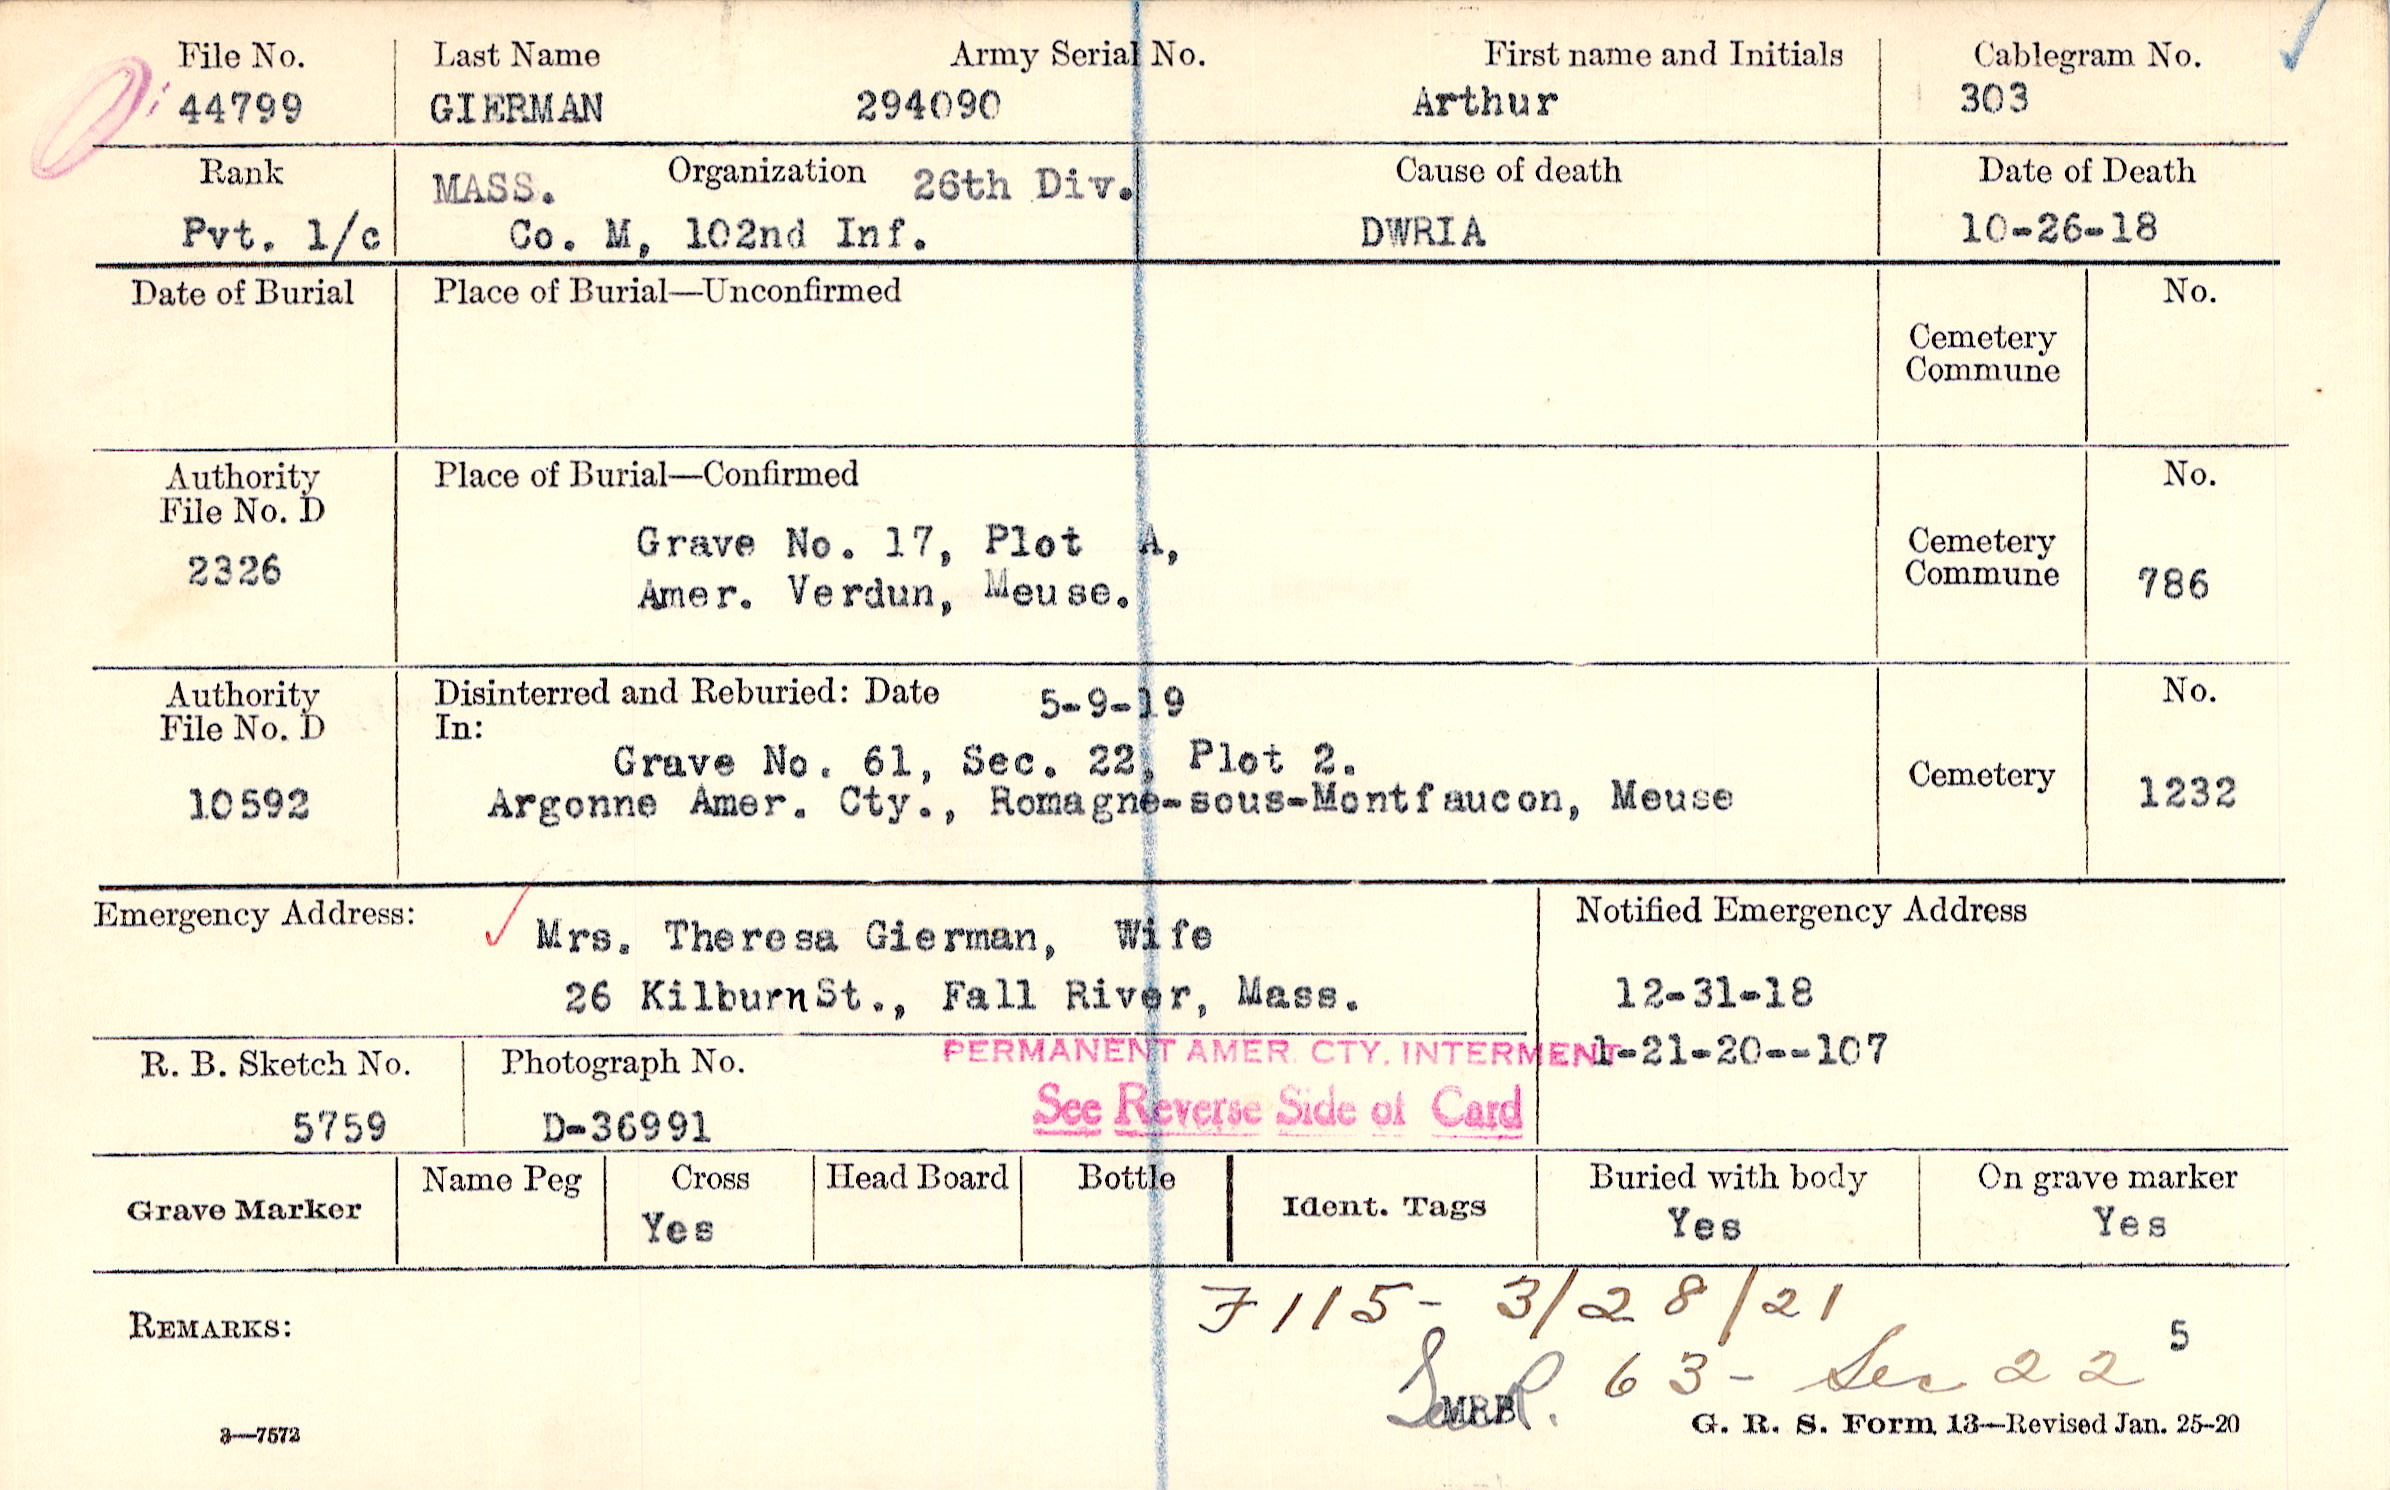 File No. Last Name Army Serial No. First name and Initials Cablegram No.
44799 GIERMAN 294090 Arthur 303
Rank Organization Cause of death Date of Death
MASS. 26th Div.
Pvt. 1/c Co. M, 102nd Inf. DWRIA 10-26-18
Date of Burial Place of Burial—Unconfirmed No.
Cemetery
Commune
Authority Place of Burial—Confirmed No.
File No. D
Grave No. 17, Plot A, Cemetery
2326 Amer. Verdun, Meuse. Commune 786
Authority Disinterred and Reburied: Date 5-9-19 No.
File No. D In:
Grave No. 61, Sec. 22, Plot 2. Cemetery
10592 Argonne Amer. Cty., Romagne-sous-Montfaucon, Meuse 1232
Emergency Address: Notified Emergency Address
Mrs. Theresa Gierman, Wife
26 Kilburn St., Fall River, Mass. 12-31-18
PERMANENT AMER. CTY. INTERMENT 1-21-20--107
R. B. Sketch No. Photograph No.
See Reverse Side of Card
5759 D-36991
Grave Marker Name Peg Cross Head Board Bottle Ident. Tags Buried with body On grave marker
Yes Yes Yes
F 115 - 3/28/21
REMARKS: 5
63 - Sec 22
MRB
3—7572 G. R. S. Form 13—Revised Jan. 25-20